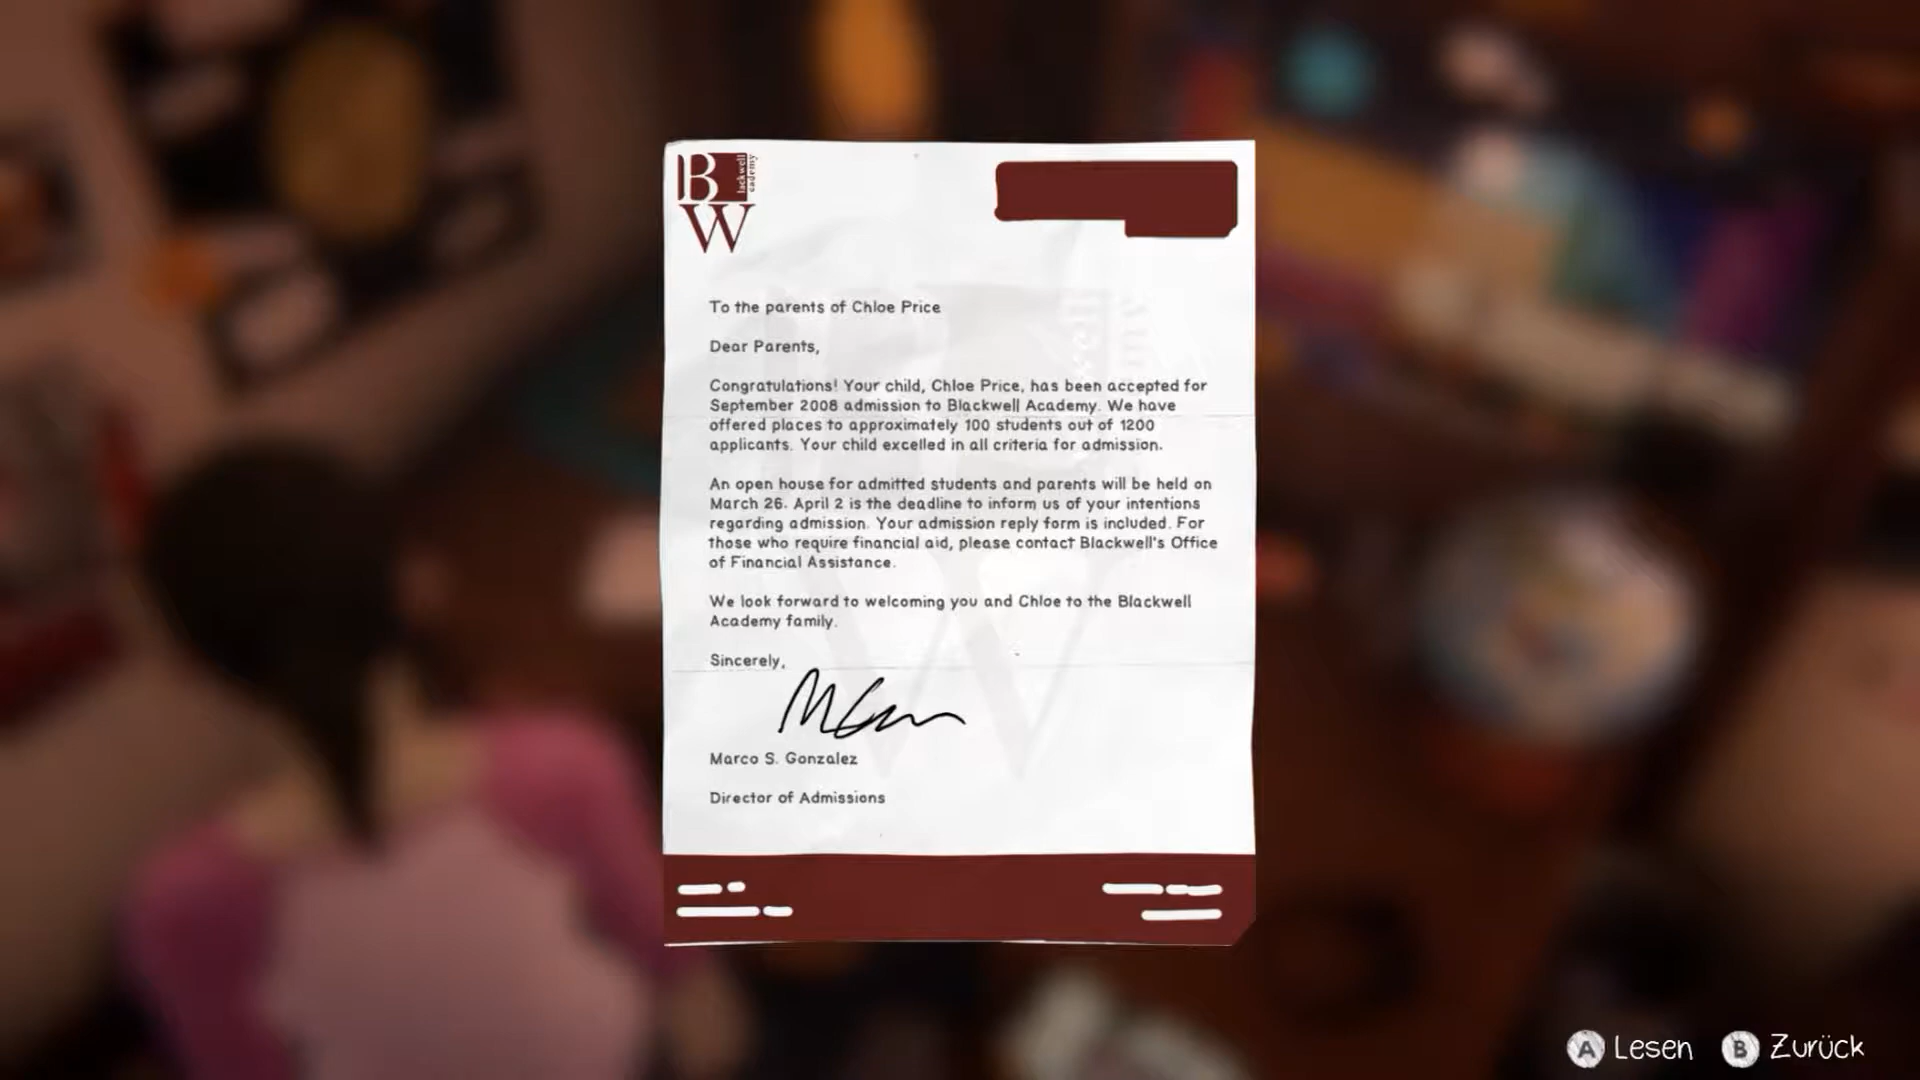 B lackwell
cademy
W
To the parents of Chloe Price
Dear Parents,
Congratulations! Your child, Chloe Price, has been accepted for
September 2008 admission to Blackwell Academy. We have
offered places to approximately 100 students out of 1200
applicants. Your child excelled in all criteria for admission.
An open house for admitted students and parents will be held on
March 26. April 2 is the deadline to inform us of your intentions
regarding admission. Your admission reply form is included. For
those who require financial aid, please contact Blackwell's Office
of Financial Assistance.
We look forward to welcoming you and Chloe to the Blackwell
Academy family.
Sincerely,
Marco S. Gonzalez
Director of Admissions
A Lesen B Zurück